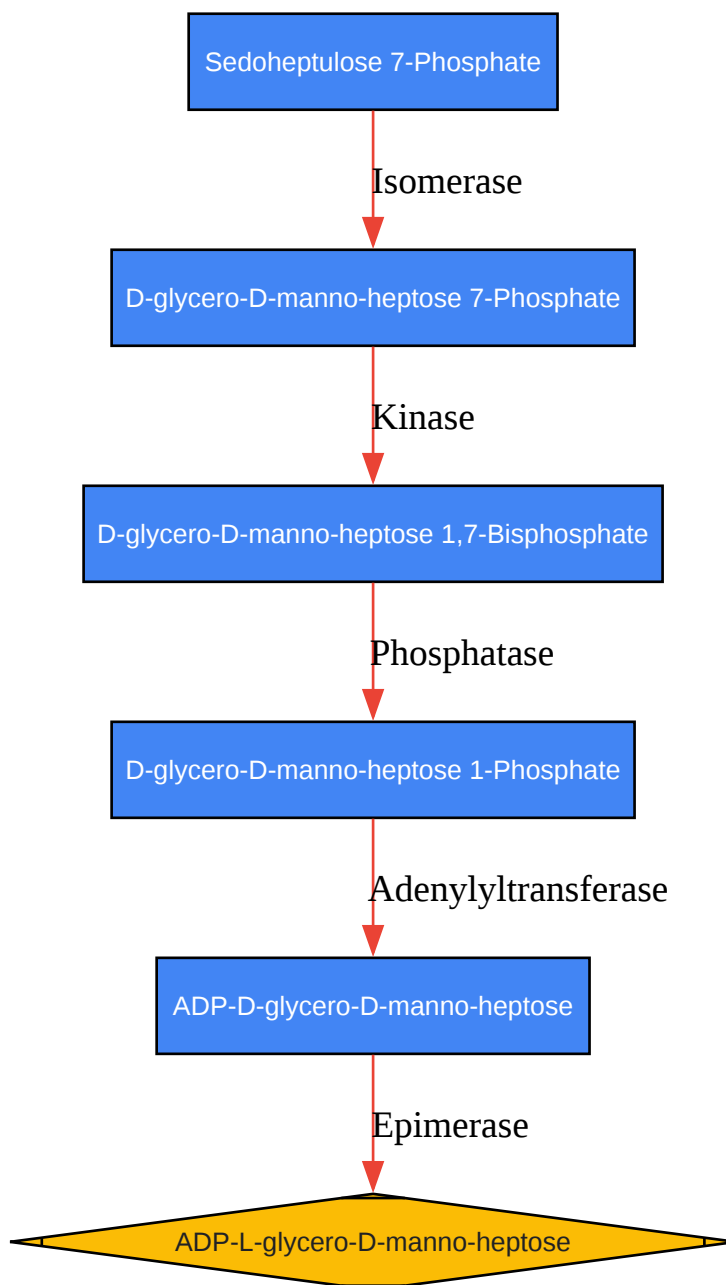 Sedoheptulose 7-Phosphate
Isomerase
D-glycero-D-manno-heptose 7-Phosphate
Kinase
D-glycero-D-manno-heptose 1,7-Bisphosphate
Phosphatase
D-glycero-D-manno-heptose 1-Phosphate
Adenylyltransferase
ADP-D-glycero-D-manno-heptose
Epimerase
ADP-L-glycero-D-manno-heptose